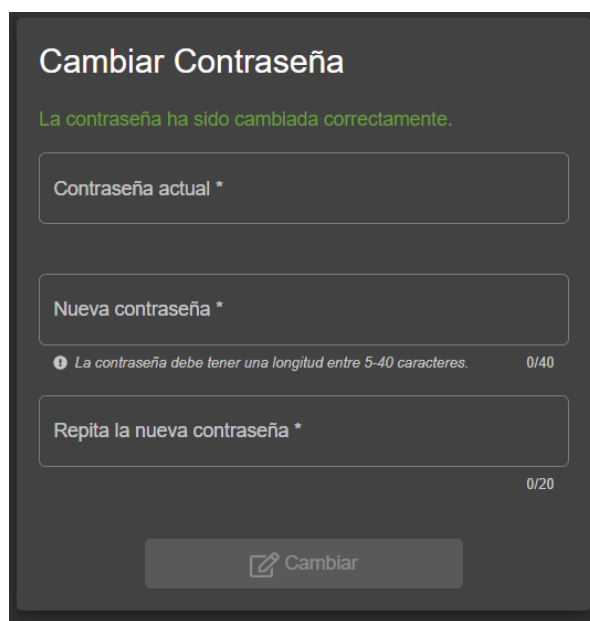 Cambiar Contraseña
La contraseña ha sido cambiada correctamente.
Contraseña actual *
Nueva contraseña *
La contraseña debe tener una longitud entre 5-40 caracteres. 0/40
Repita la nueva contraseña *
0/20
Cambiar